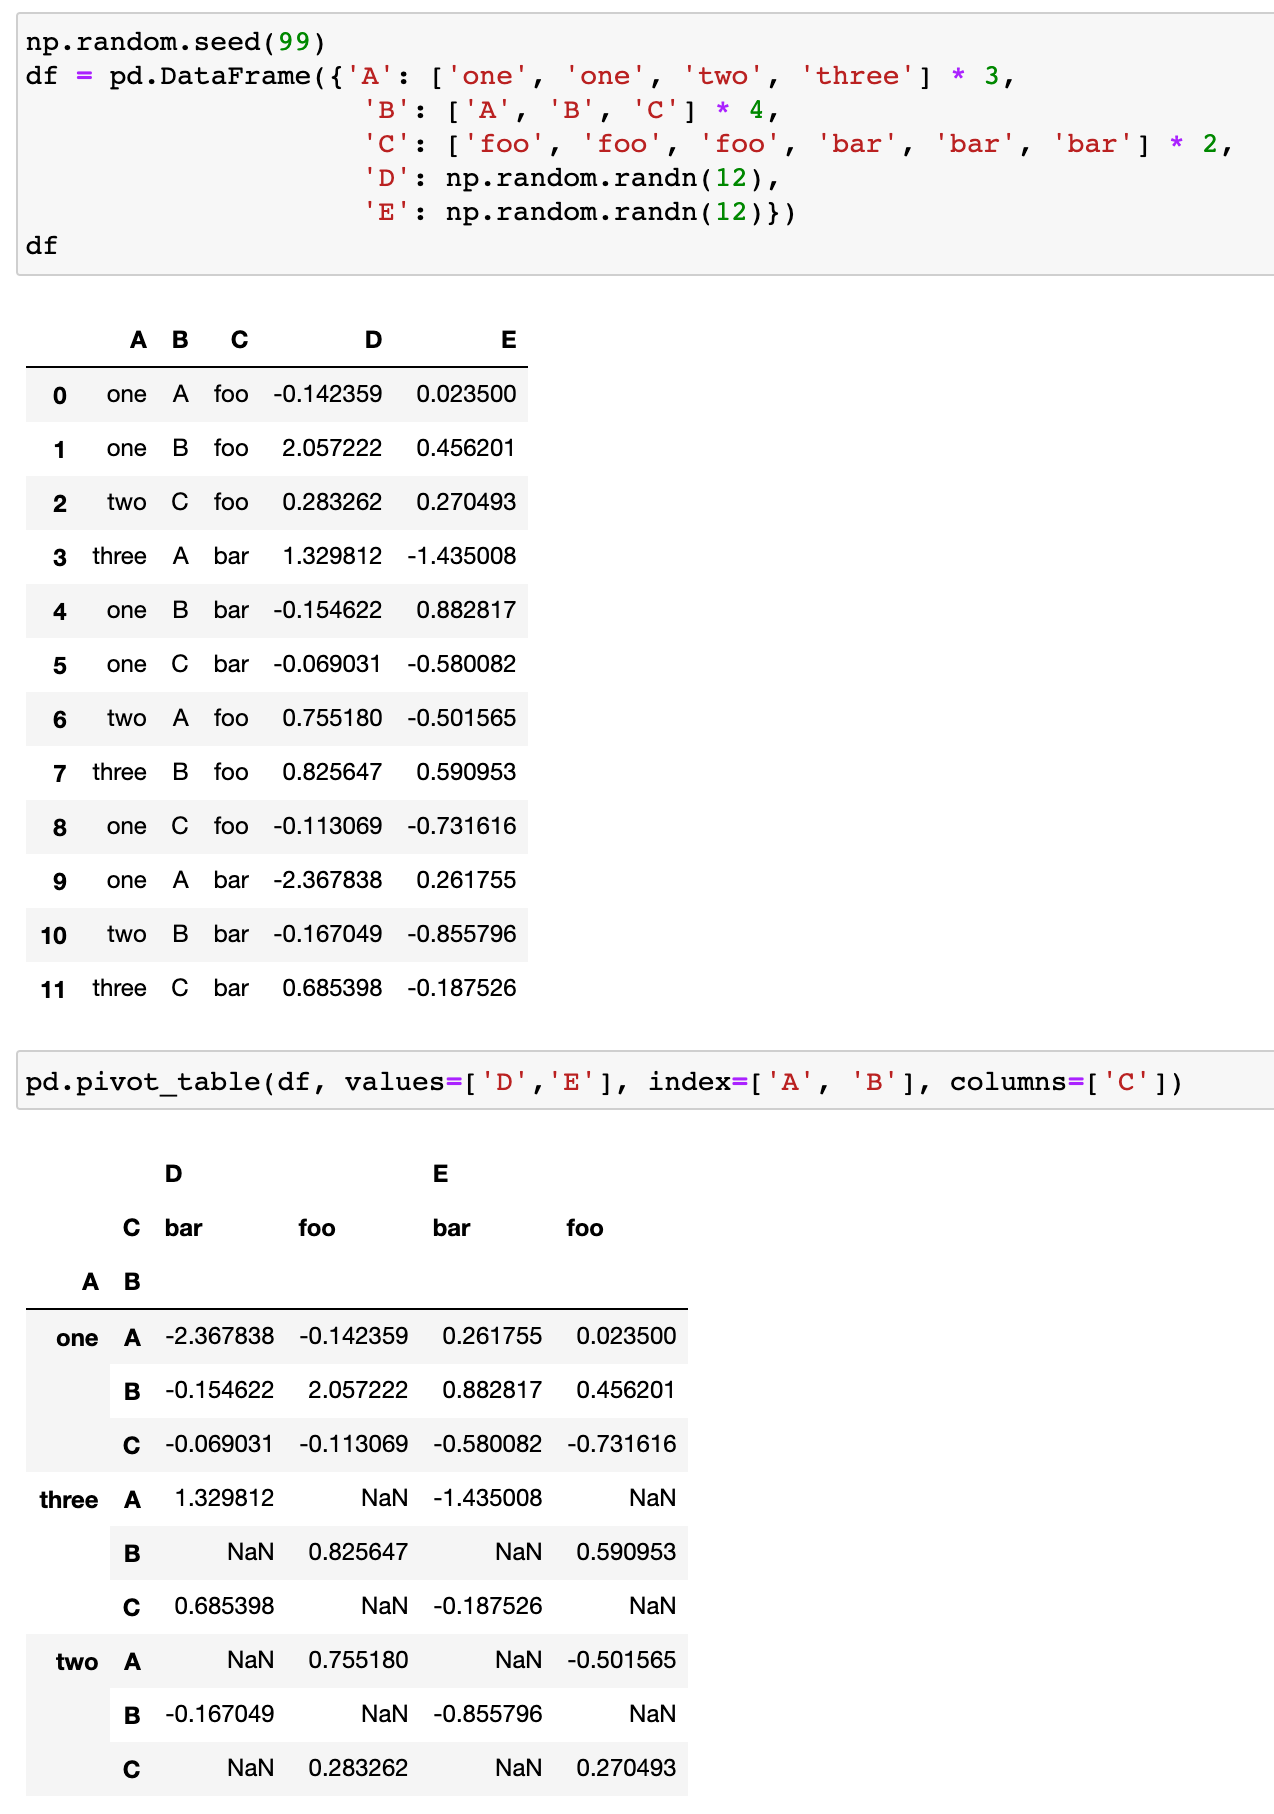 np.random.seed(99)
df = pd.DataFrame({'A': ['one', 'one', 'two', 'three'] * 3,
'B': ['A', 'B', 'C'] * 4,
'C': ['foo', 'foo', 'foo', 'bar', 'bar', 'bar'] * 2,
'D': np.random.randn(12),
'E': np.random.randn(12)})
df
A B C D E
0 one A foo -0.142359 0.023500
1 one B foo 2.057222 0.456201
2 two C foo 0.283262 0.270493
3 three A bar 1.329812 -1.435008
4 one B bar -0.154622 0.882817
5 one C bar -0.069031 -0.580082
6 two A foo 0.755180 -0.501565
7 three B foo 0.825647 0.590953
8 one C foo -0.113069 -0.731616
9 one A bar -2.367838 0.261755
10 two B bar -0.167049 -0.855796
11 three C bar 0.685398 -0.187526
pd.pivot_table(df, values=['D','E'], index=['A', 'B'], columns=['C'])
D E
C bar foo bar foo
A B
one A -2.367838 -0.142359 0.261755 0.023500
B -0.154622 2.057222 0.882817 0.456201
C -0.069031 -0.113069 -0.580082 -0.731616
three A 1.329812 NaN -1.435008 NaN
B NaN 0.825647 NaN 0.590953
C 0.685398 NaN -0.187526 NaN
two A NaN 0.755180 NaN -0.501565
B -0.167049 NaN -0.855796 NaN
C NaN 0.283262 NaN 0.270493